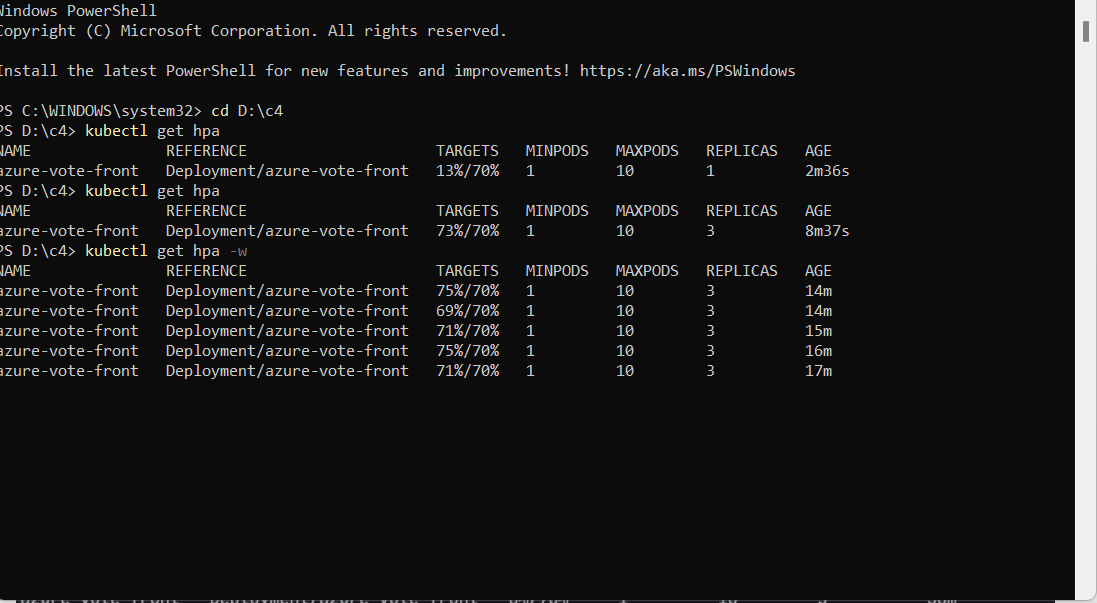 Windows PowerShell
Copyright (C) Microsoft Corporation. All rights reserved.
Install the latest PowerShell for new features and improvements! https://aka.ms/PSWindows
PS C:\WINDOWS\system32> cd D:\c4
PS D:\c4> kubectl get hpa
NAME REFERENCE TARGETS MINPODS MAXPODS REPLICAS AGE
azure-vote-front Deployment/azure-vote-front 13%/70% 1 10 1 2m36s
PS D:\c4> kubectl get hpa
NAME REFERENCE TARGETS MINPODS MAXPODS REPLICAS AGE
azure-vote-front Deployment/azure-vote-front 73%/70% 1 10 3 8m37s
PS D:\c4> kubectl get hpa -w
NAME REFERENCE TARGETS MINPODS MAXPODS REPLICAS AGE
azure-vote-front Deployment/azure-vote-front 75%/70% 1 10 3 14m
azure-vote-front Deployment/azure-vote-front 69%/70% 1 10 3 14m
azure-vote-front Deployment/azure-vote-front 71%/70% 1 10 3 15m
azure-vote-front Deployment/azure-vote-front 75%/70% 1 10 3 16m
azure-vote-front Deployment/azure-vote-front 71%/70% 1 10 3 17m